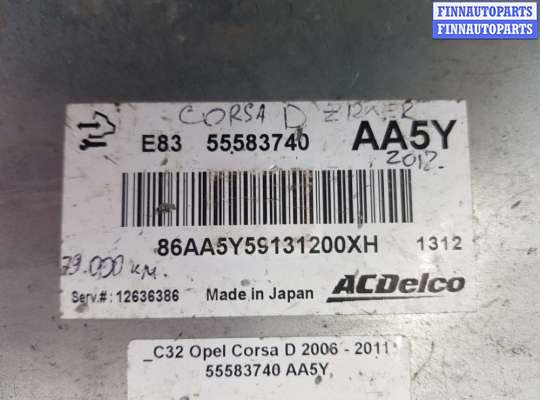 FINNAUTOPARTS
FINNAUTOPARTS
FINNAUTOPARTS
CORSA D
E83 55583740 AA5Y
2012.
86AA5Y59131200XH 1312
79.000 KM.
Serv.#: 12636386 Made in Japan ACDelco
_C32 Opel Corsa D 2006 - 2011
55583740 AA5Y